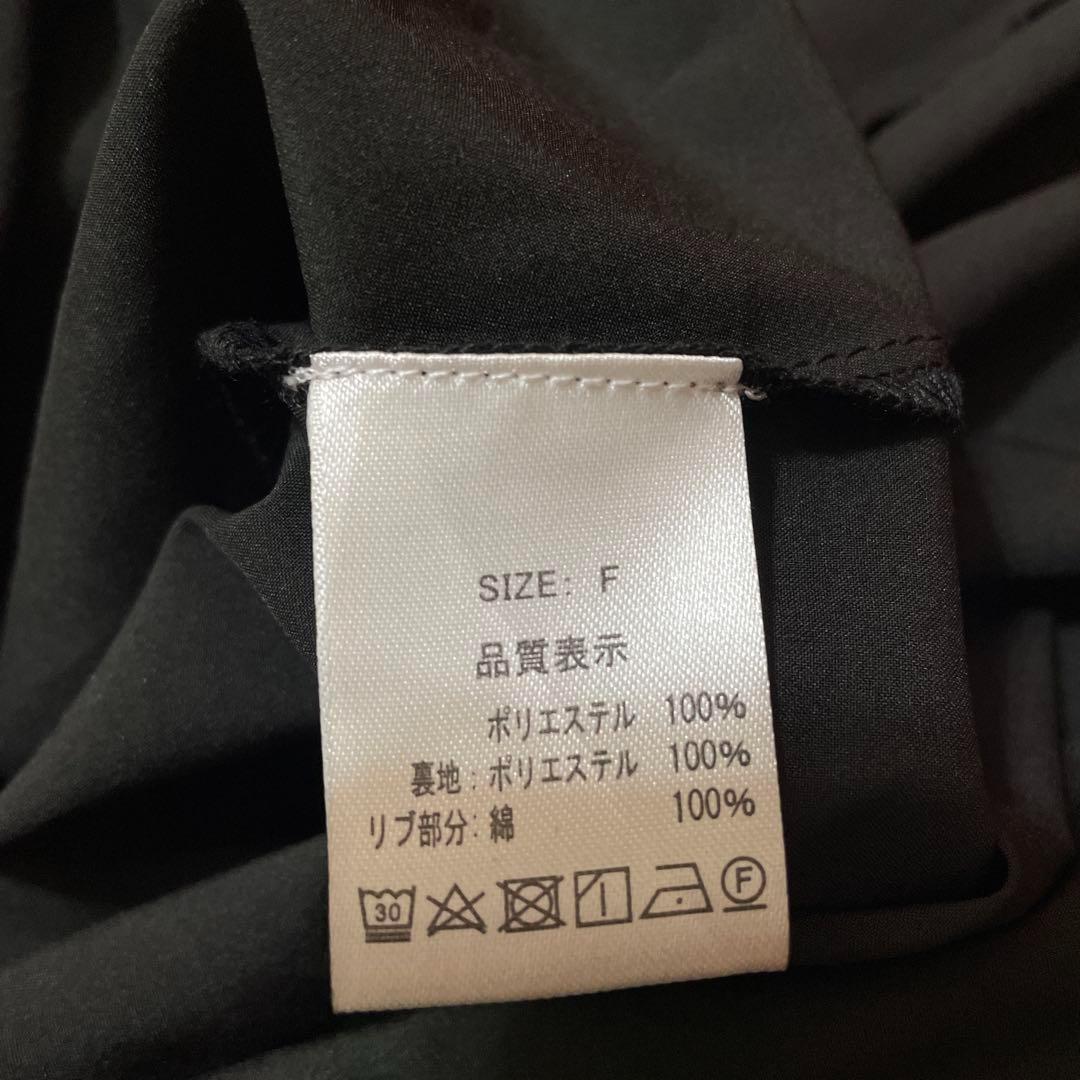 SIZE: F
品質表示
ポリエステル 100%
裏地:ポリエステル 100%
リブ部分:綿 100%
30 F